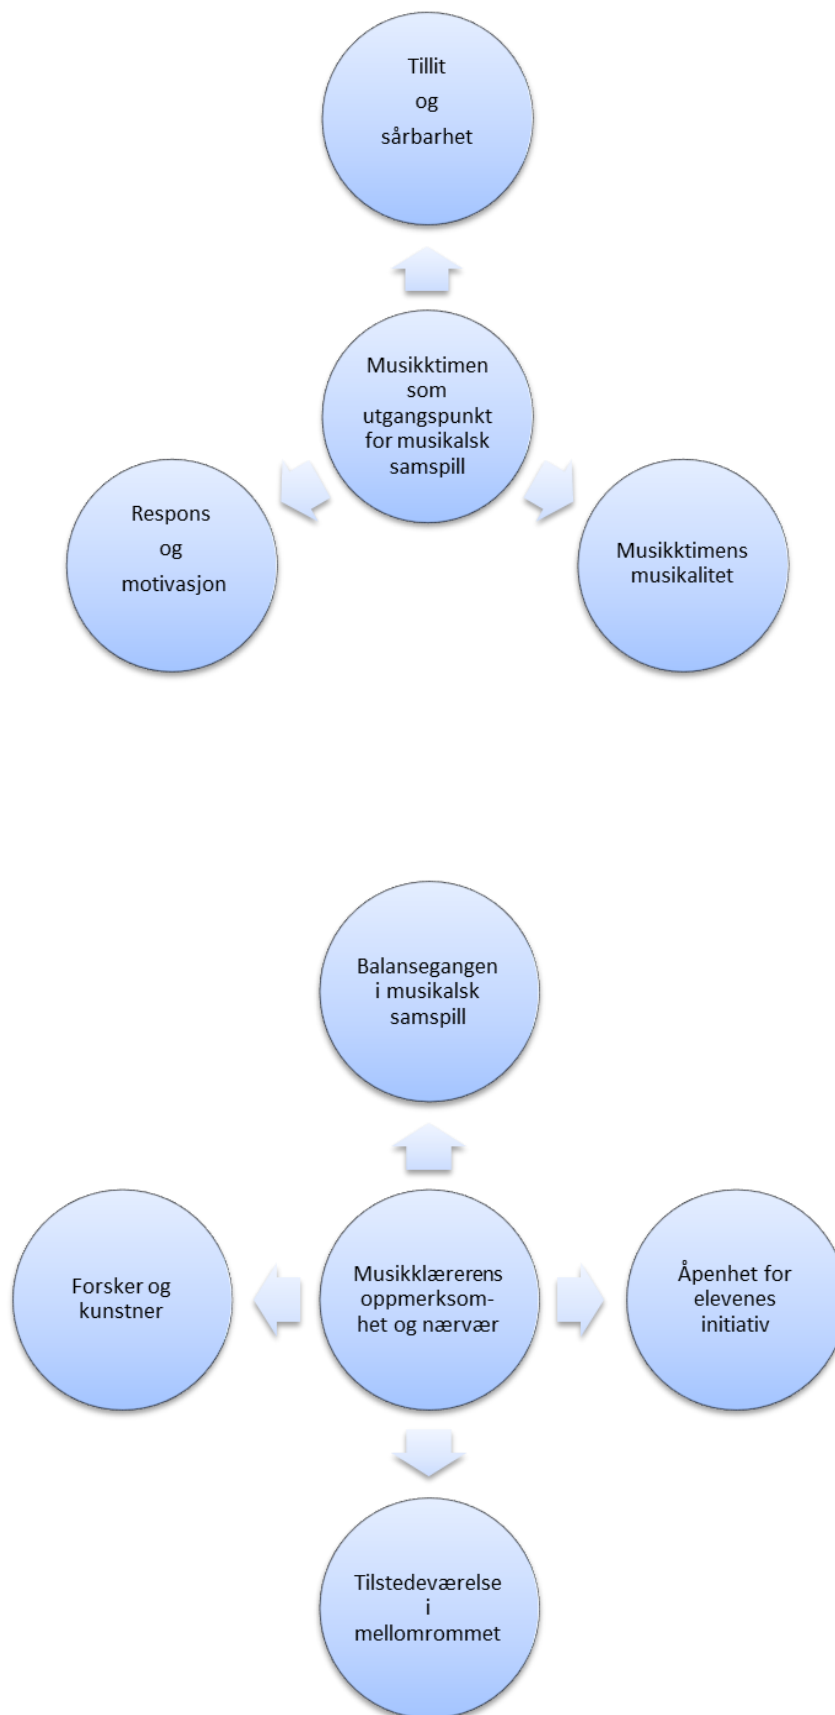 Tillit
og
sårbarhet
Musikktimen
som
utgangspunkt
for musikalsk
samspill
Respons
og
motivasjon
Musikktimens
musikalitet
Balansegangen
i musikalsk
samspill
Forsker og
kunstner
Musikklærerens
oppmerksom-
het og nærvær
Åpenhet for
elevenes
initiativ
Tilstedeværelse
i
mellomrommet